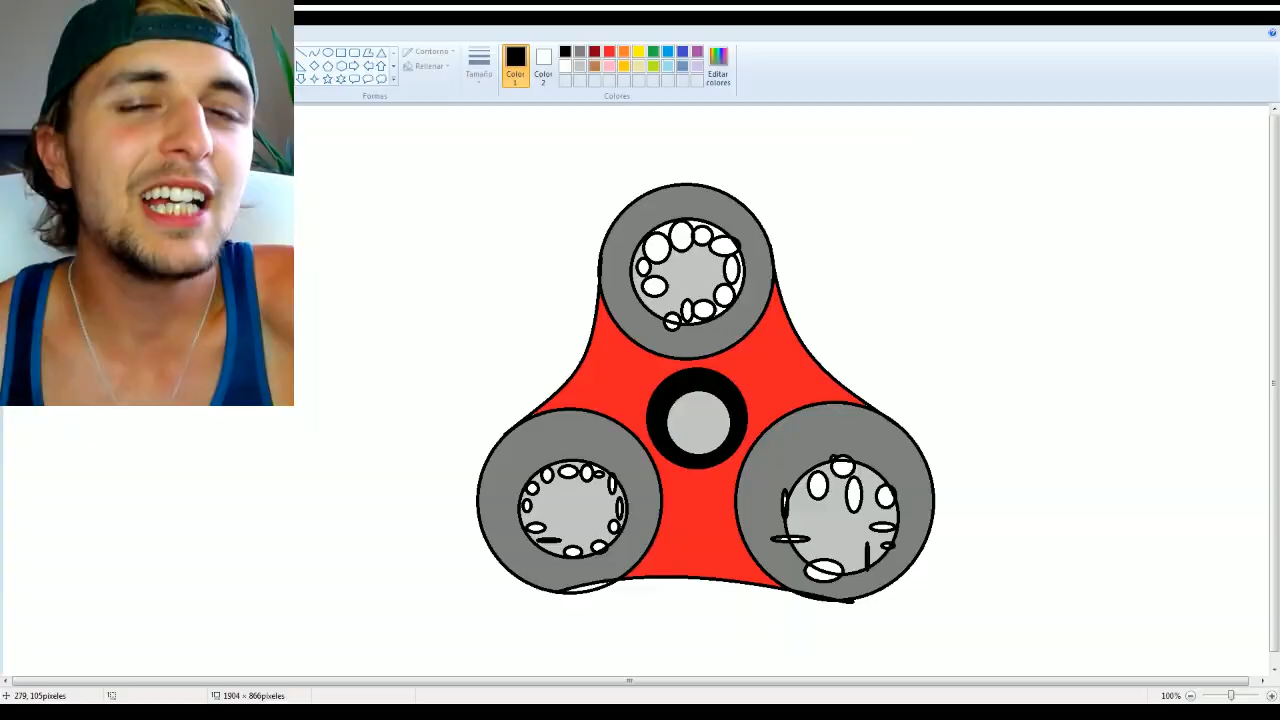 Contorno
Rellenar
Tamaño
Color
1
Color
2
Editar
colores
Formas
Colores
279, 105píxeles
1904 × 866píxeles
100%